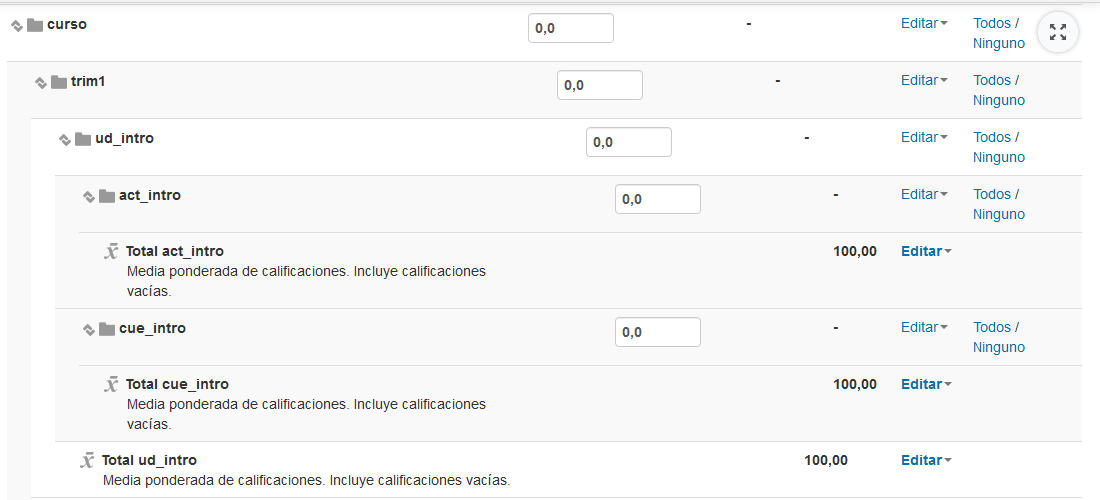 curso 0,0 - Editar Todos /
Ninguno
trim1 0,0 - Editar Todos /
Ninguno
ud_intro 0,0 - Editar Todos /
Ninguno
act_intro 0,0 - Editar Todos /
Ninguno
Total act_intro 100,00 Editar
Media ponderada de calificaciones. Incluye calificaciones
vacías.
cue_intro 0,0 - Editar Todos /
Ninguno
Total cue_intro 100,00 Editar
Media ponderada de calificaciones. Incluye calificaciones
vacías.
Total ud_intro 100,00 Editar
Media ponderada de calificaciones. Incluye calificaciones vacías.